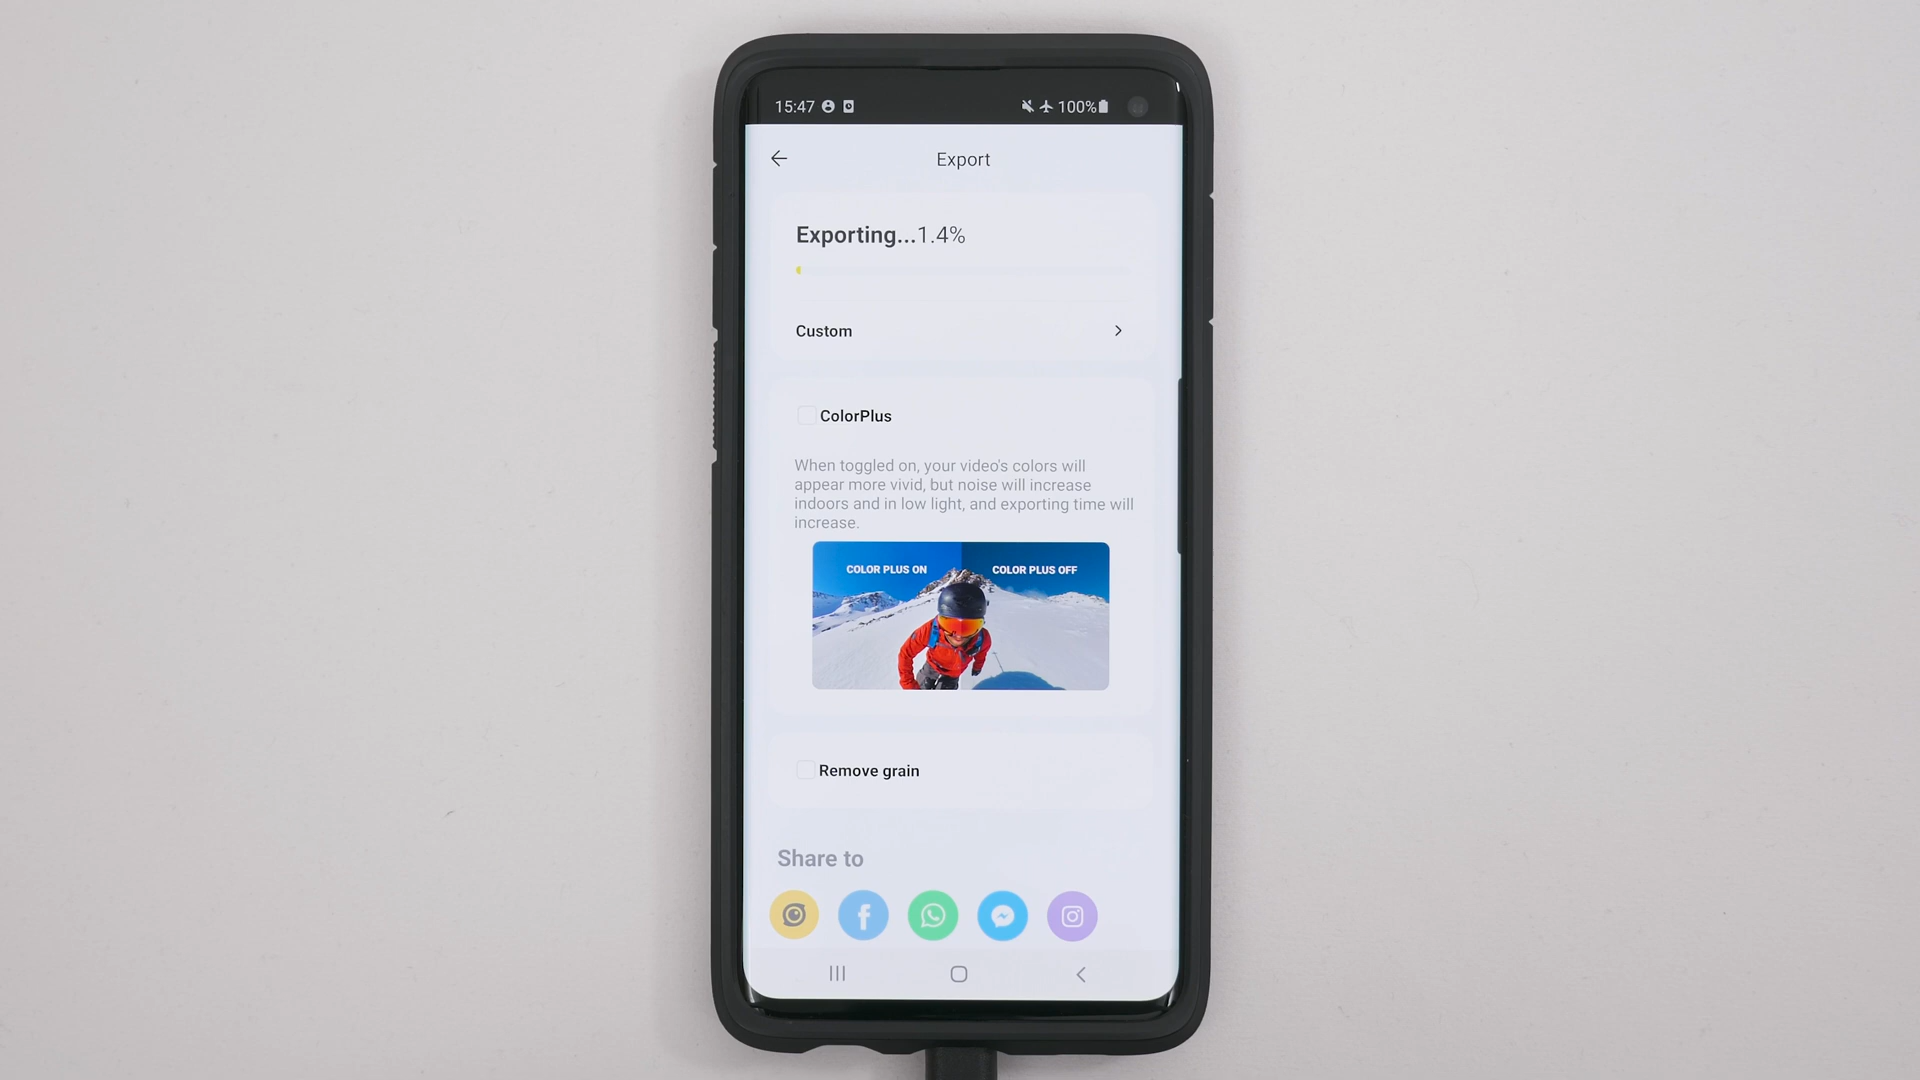 15:47 100%
Export
Exporting...1.4%
Custom
ColorPlus
When toggled on, your video's colors will
appear more vivid, but noise will increase
indoors and in low light, and exporting time will
increase.
COLOR PLUS ON COLOR PLUS OFF
Remove grain
Share to